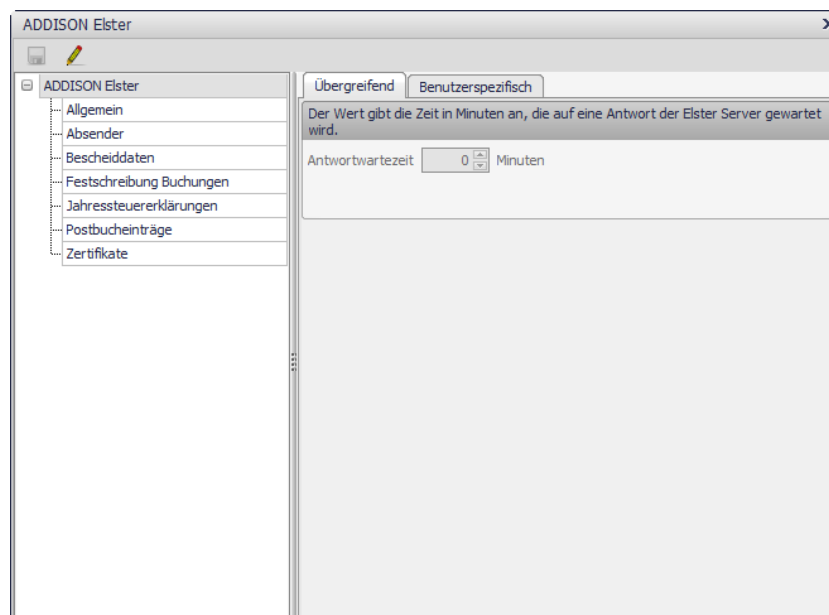 ADDISON Elster
ADDISON Elster
Allgemein
Absender
Bescheiddaten
Festschreibung Buchungen
Jahressteuererklärungen
Postbucheinträge
Zertifikate
Übergreifend
Benutzerspezifisch
Der Wert gibt die Zeit in Minuten an, die auf eine Antwort der Elster Server gewartet
wird.
Antwortwartezeit 0 Minuten